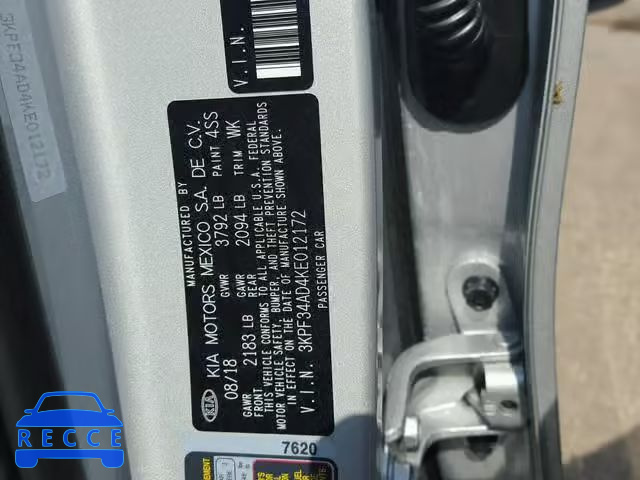 MANUFACTURED BY
KIA MOTORS MEXICO S.A. DE C.V.
08/18 GVWR 3792 LB PAINT 4SS
GAWR FRONT 2183 LB GAWR REAR 2094 LB TRIM WK
THIS VEHICLE CONFORMS TO ALL APPLICABLE U.S.A. FEDERAL
MOTOR VEHICLE SAFETY, BUMPER, AND THEFT PREVENTION STANDARDS
IN EFFECT ON THE DATE OF MANUFACTURE SHOWN ABOVE.
V.I.N. 3KPF34AD4KE012172
PASSENGER CAR
KIA
V.I.N.
3KPF34AD4KE012172
7620
RECCE